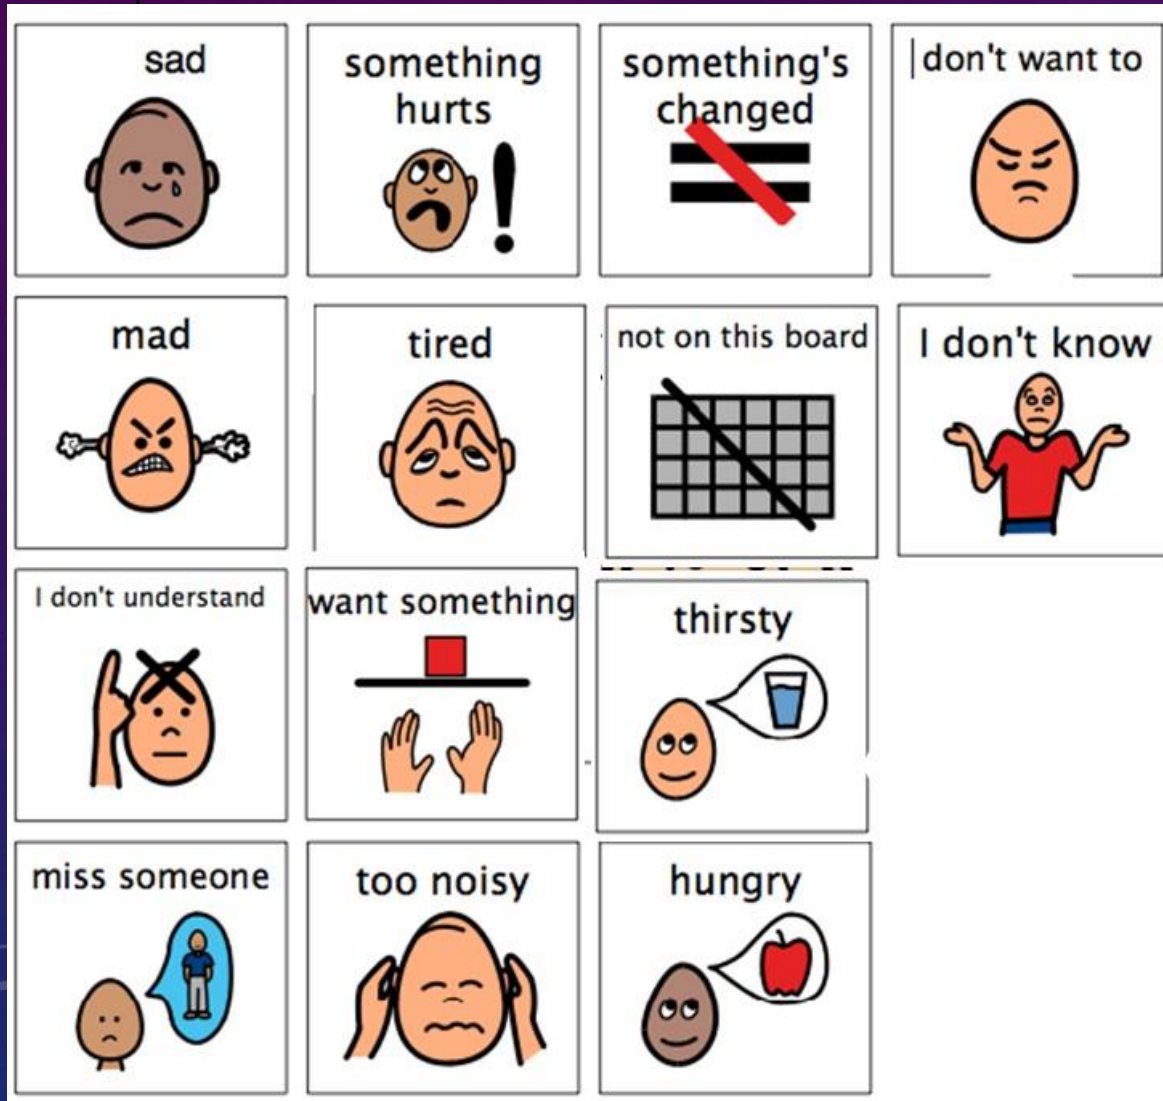 sad
something
hurts
something's
changed
I don't want to
mad
tired
not on this board
I don't know
I don't understand
want something
thirsty
miss someone
too noisy
hungry